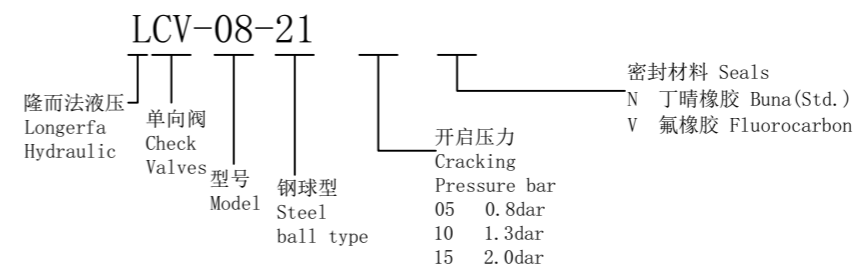 LCV-08-21
隆而法液压
Longerfa
Hydraulic
单向阀
Check
Valves
型号
Model
钢球型
Steel
ball type
开启压力
Cracking
Pressure bar
05 0.8dar
10 1.3dar
15 2.0dar
密封材料 Seals
N 丁晴橡胶 Buna(Std.)
V 氟橡胶 Fluorocarbon